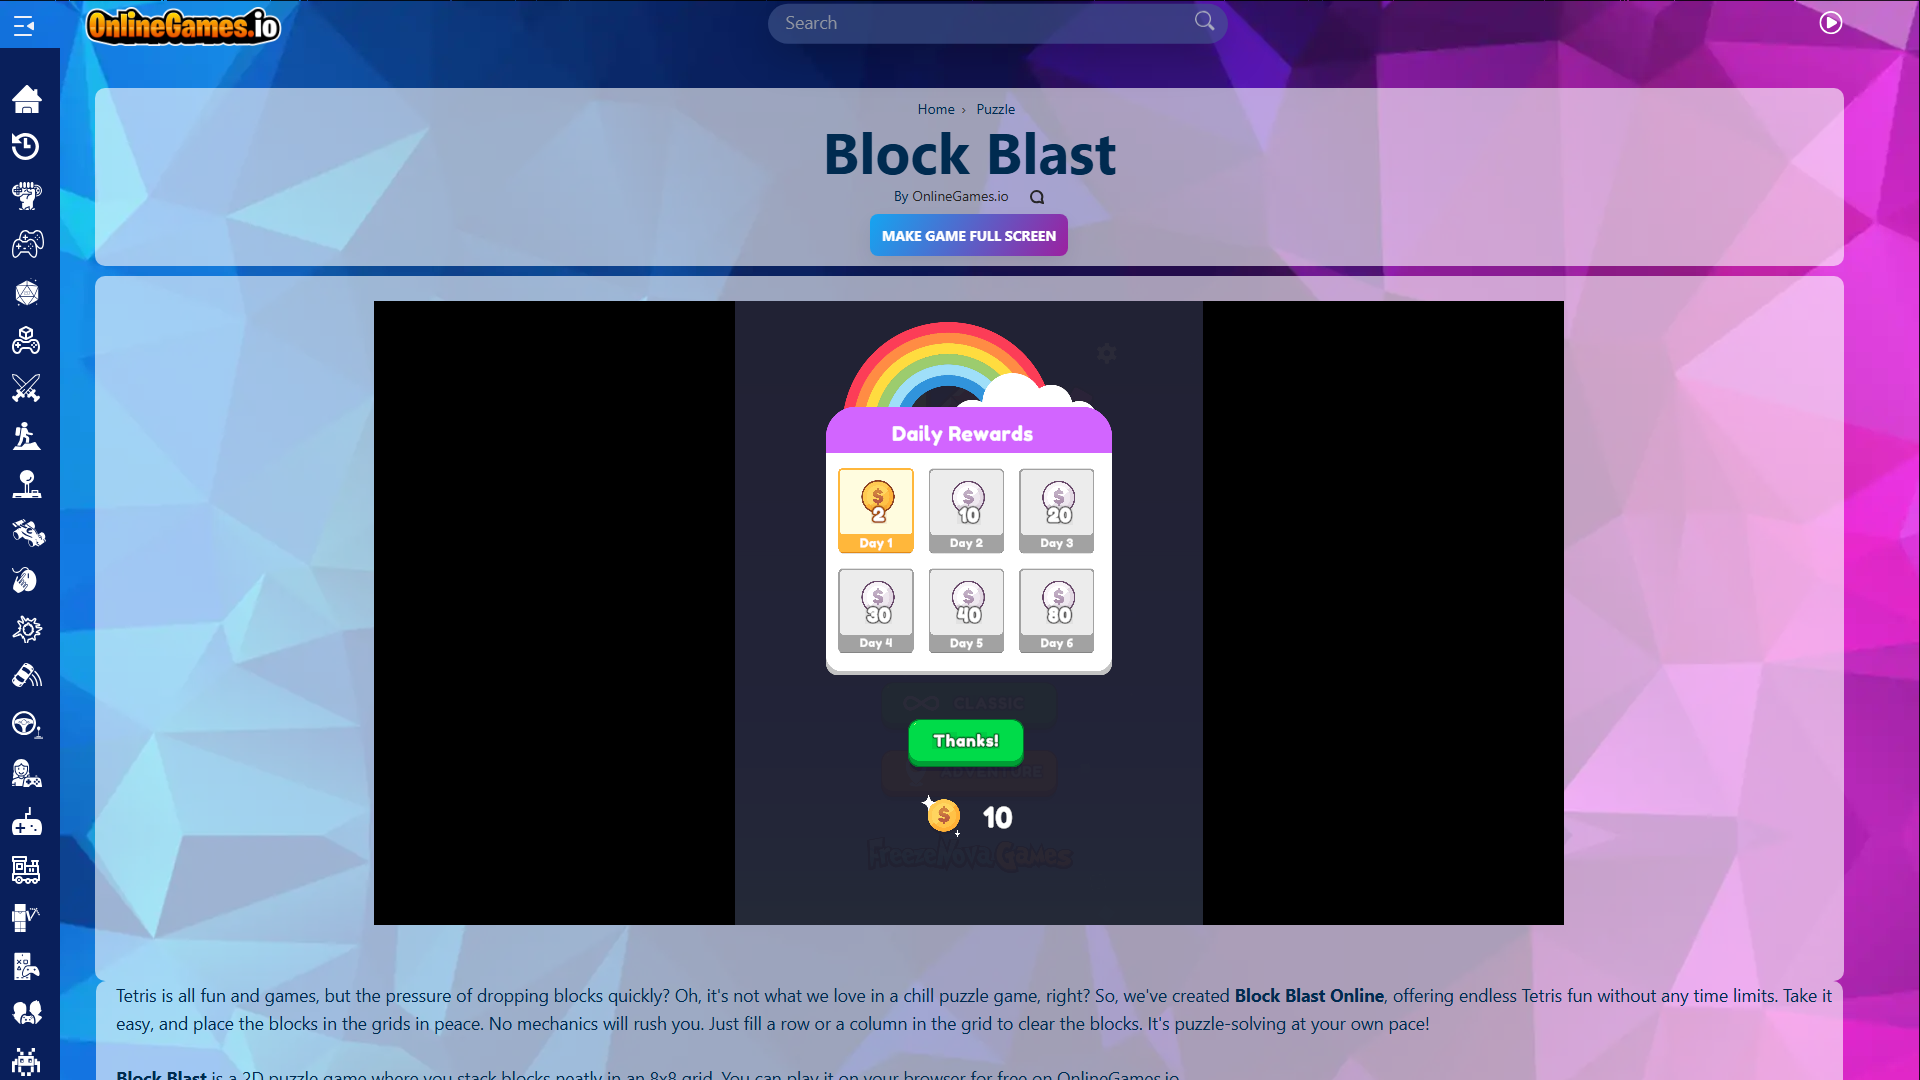 OnlineGames.io
Search
Home › Puzzle
Block Blast
By OnlineGames.io
MAKE GAME FULL SCREEN
Daily Rewards
2
10
20
Day 1
Day 2
Day 3
30
40
80
Day 4
Day 5
Day 6
CLASSIC
Thanks!
ADVENTURE
10
FreezeNova Games
Tetris is all fun and games, but the pressure of dropping blocks quickly? Oh, it's not what we love in a chill puzzle game, right? So, we've created Block Blast Online, offering endless Tetris fun without any time limits. Take it
easy, and place the blocks in the grids in peace. No mechanics will rush you. Just fill a row or a column in the grid to clear the blocks. It's puzzle-solving at your own pace!
Block Blast is a 2D puzzle game where you stack blocks neatly in an 8x8 grid. You can play it on your browser for free on OnlineGames.io.